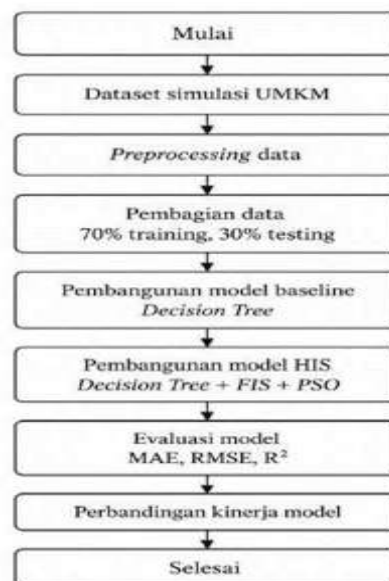 Mulai
Dataset simulasi UMKM
Preprocessing data
Pembagian data
70% training, 30% testing
Pembangunan model baseline
Decision Tree
Pembangunan model HIS
Decision Tree + FIS + PSO
Evaluasi model
MAE, RMSE, R²
Perbandingan kinerja model
Selesai